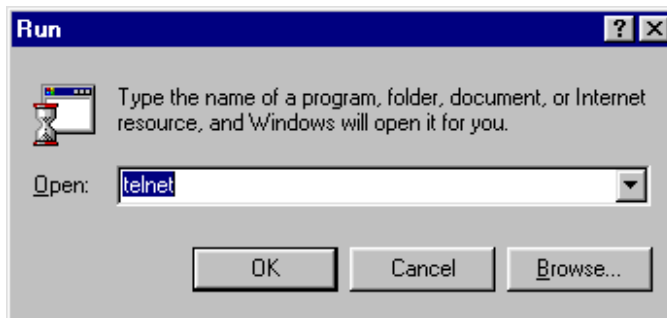 Run
Type the name of a program, folder, document, or Internet
resource, and Windows will open it for you.
Open: telnet
OK Cancel Browse...